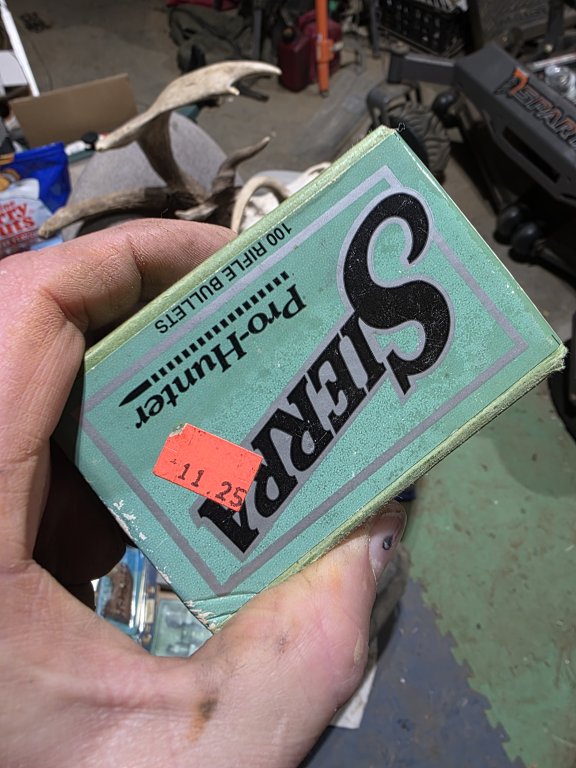 SIERRA
Pro-Hunter
100 RIFLE BULLETS
11.25